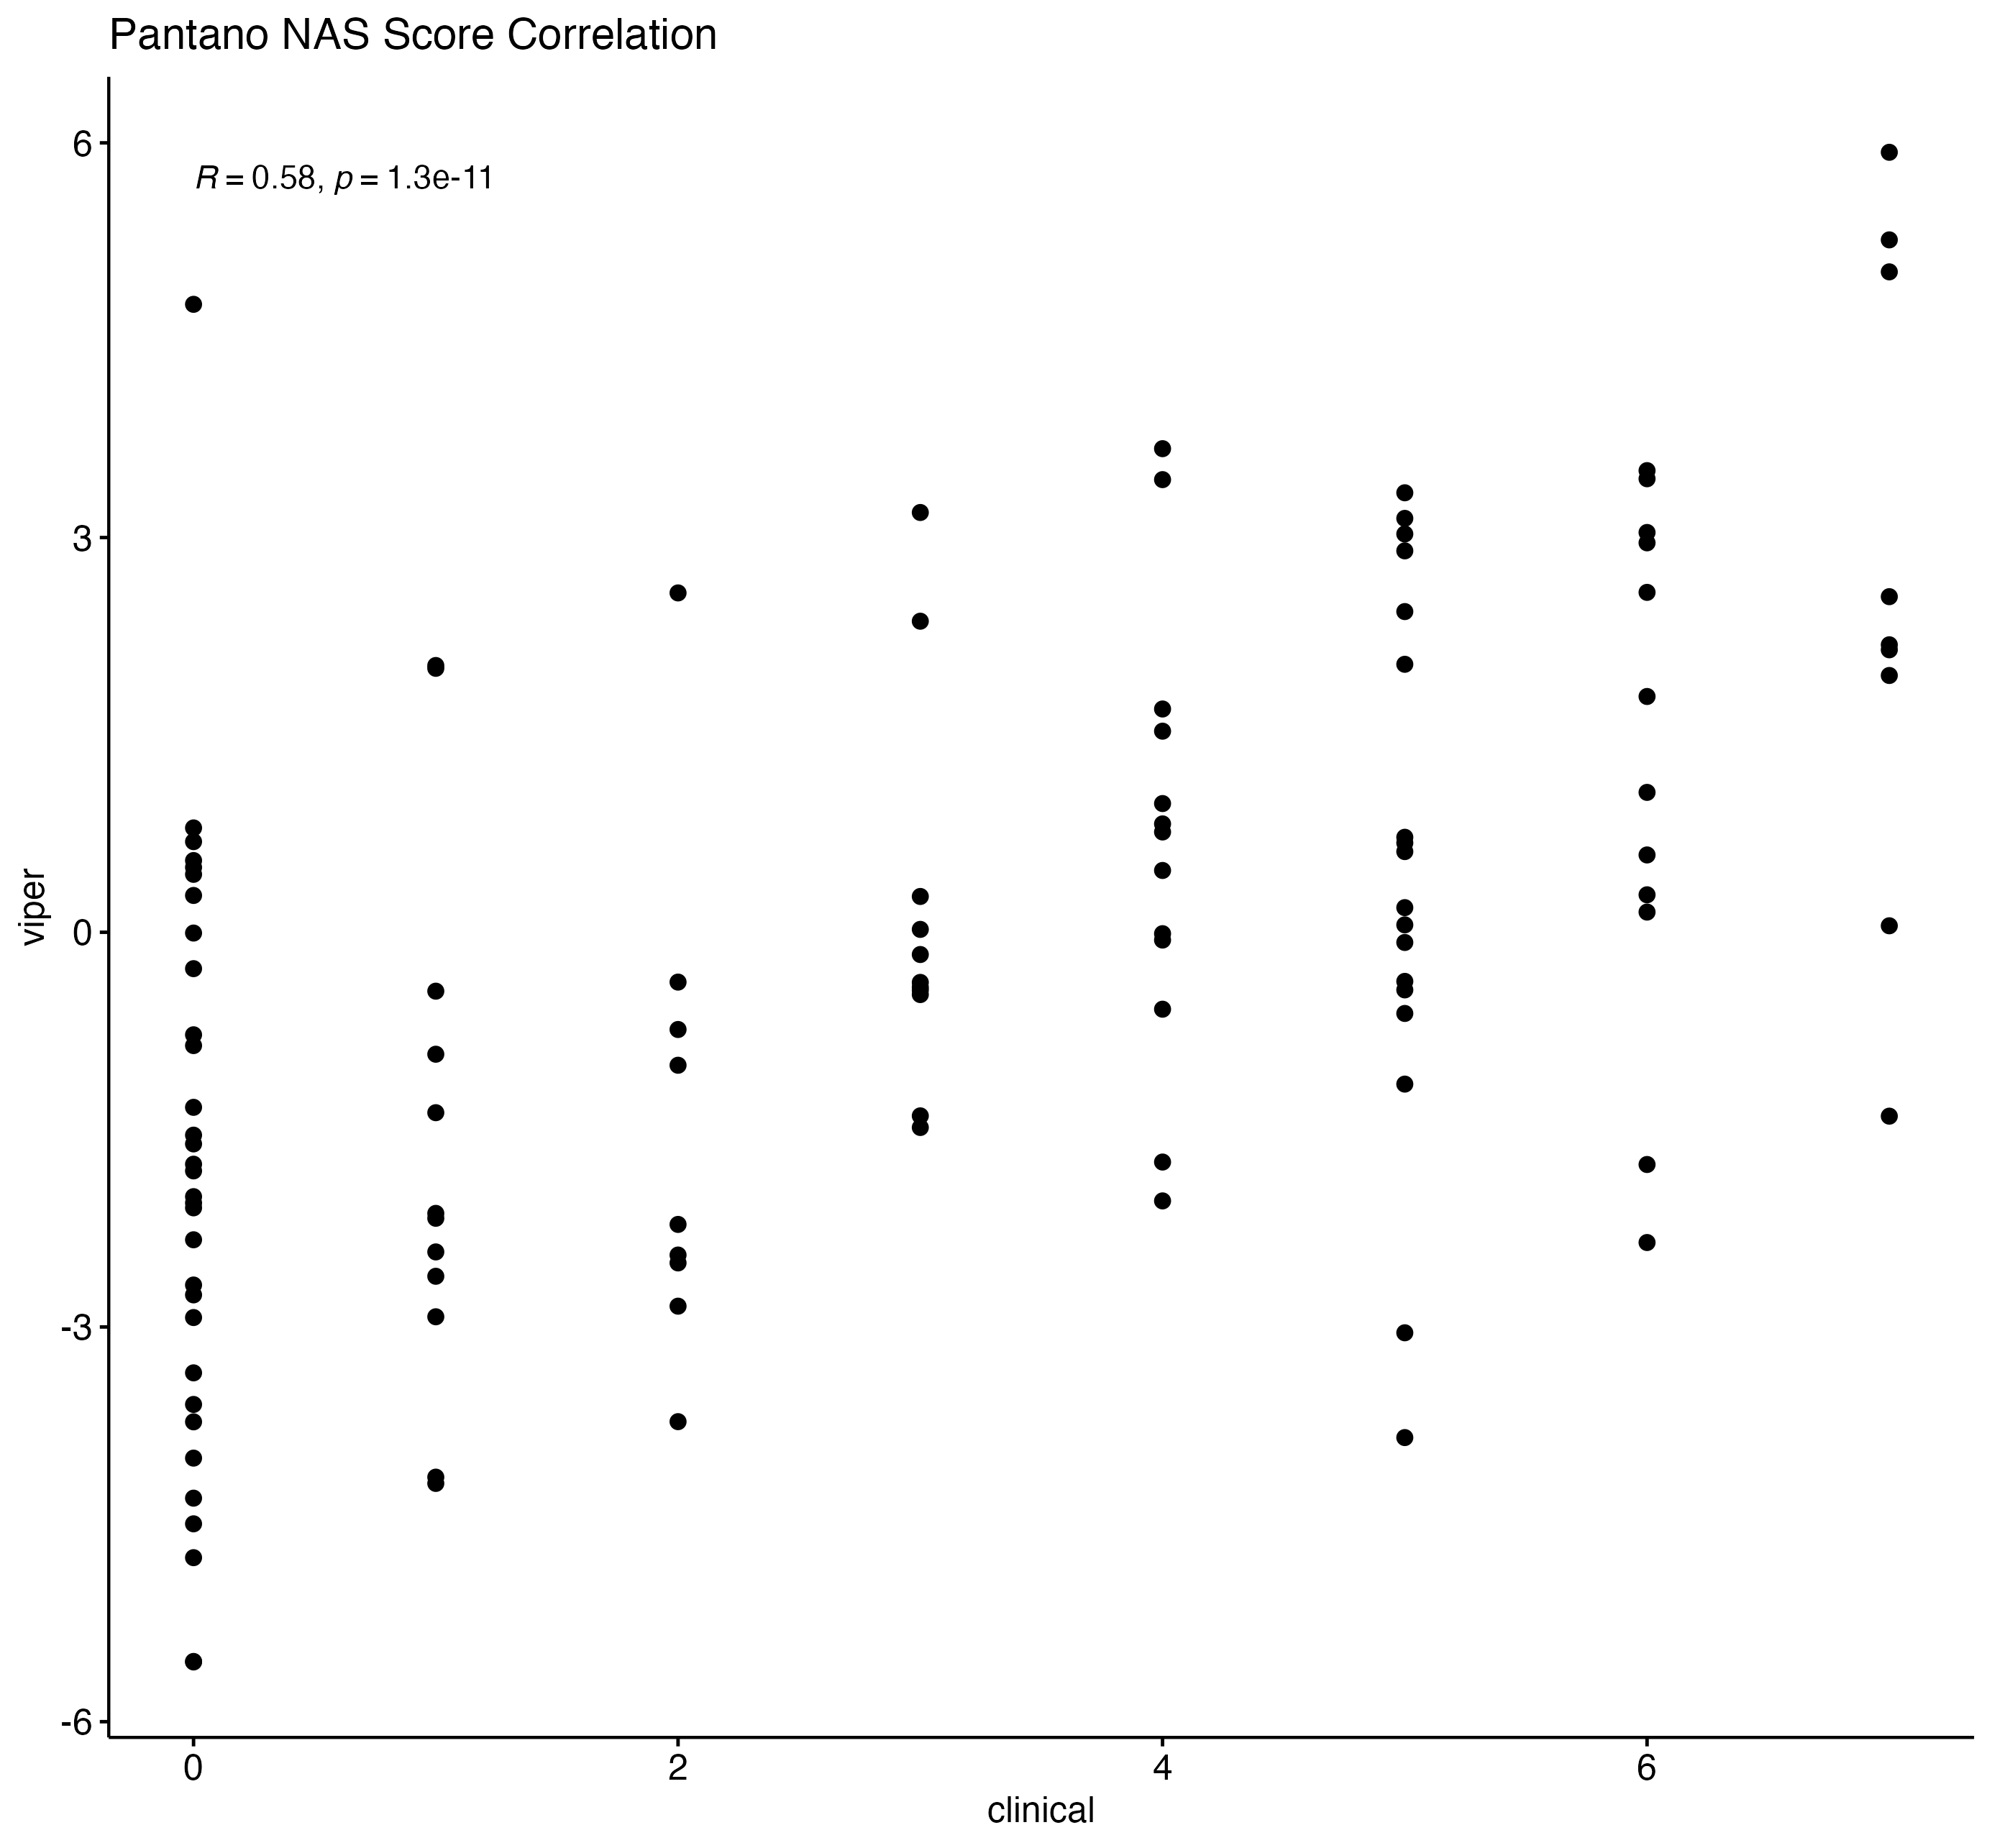 Pantano NAS Score Correlation
R = 0.58, p = 1.3e-11
6
3
0
-3
-6
viper
0 2 4 6
clinical